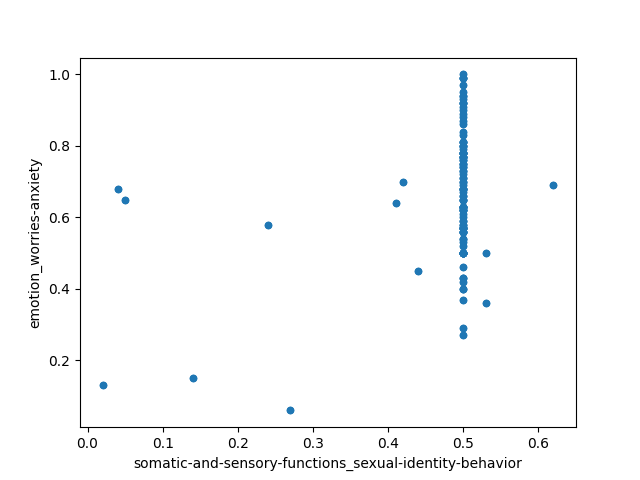 1.0
0.8
0.6
0.4
0.2
emotion_worries-anxiety
0.0 0.1 0.2 0.3 0.4 0.5 0.6
somatic-and-sensory-functions_sexual-identity-behavior